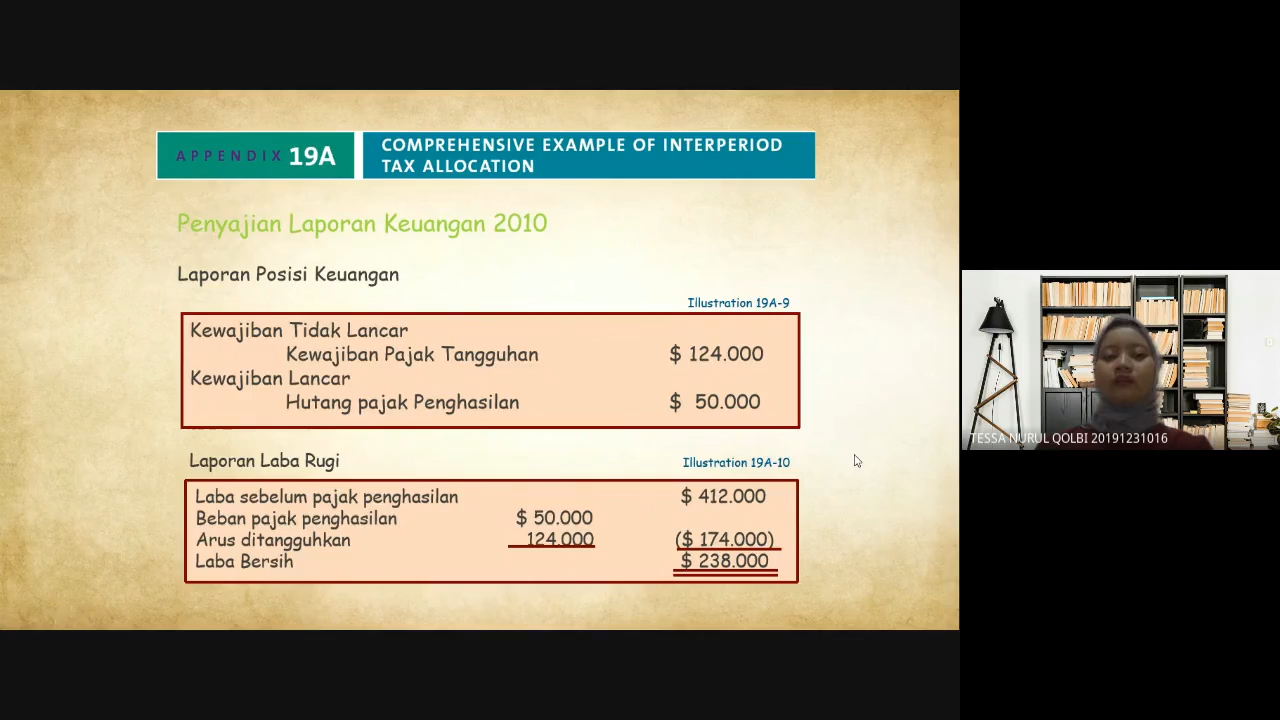 APPENDIX 19A
COMPREHENSIVE EXAMPLE OF INTERPERIOD
TAX ALLOCATION
Penyajian Laporan Keuangan 2010
Laporan Posisi Keuangan
Illustration 19A-9
Kewajiban Tidak Lancar
Kewajiban Pajak Tangguhan $ 124.000
Kewajiban Lancar
Hutang pajak Penghasilan $ 50.000
Laporan Laba Rugi
Illustration 19A-10
Laba sebelum pajak penghasilan $ 412.000
Beban pajak penghasilan $ 50.000
Arus ditangguhkan 124.000 ($ 174.000)
Laba Bersih $ 238.000
TESSA NURUL QOLBI 20191231016